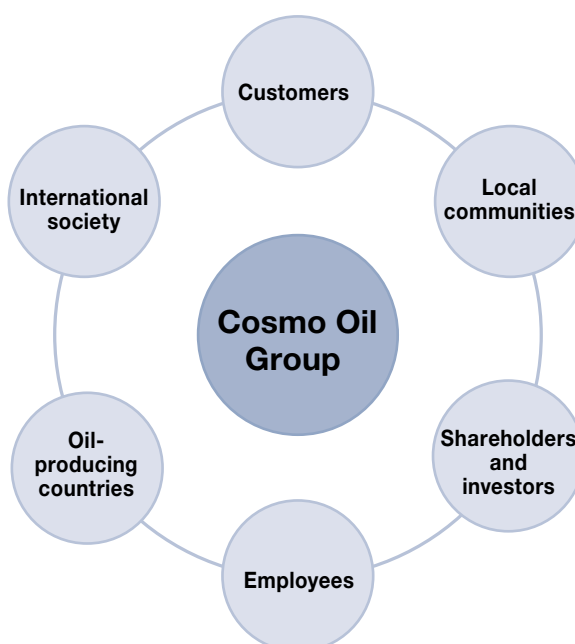 Customers
International
society
Local
communities
Cosmo Oil
Group
Oil-
producing
countries
Shareholders
and
investors
Employees